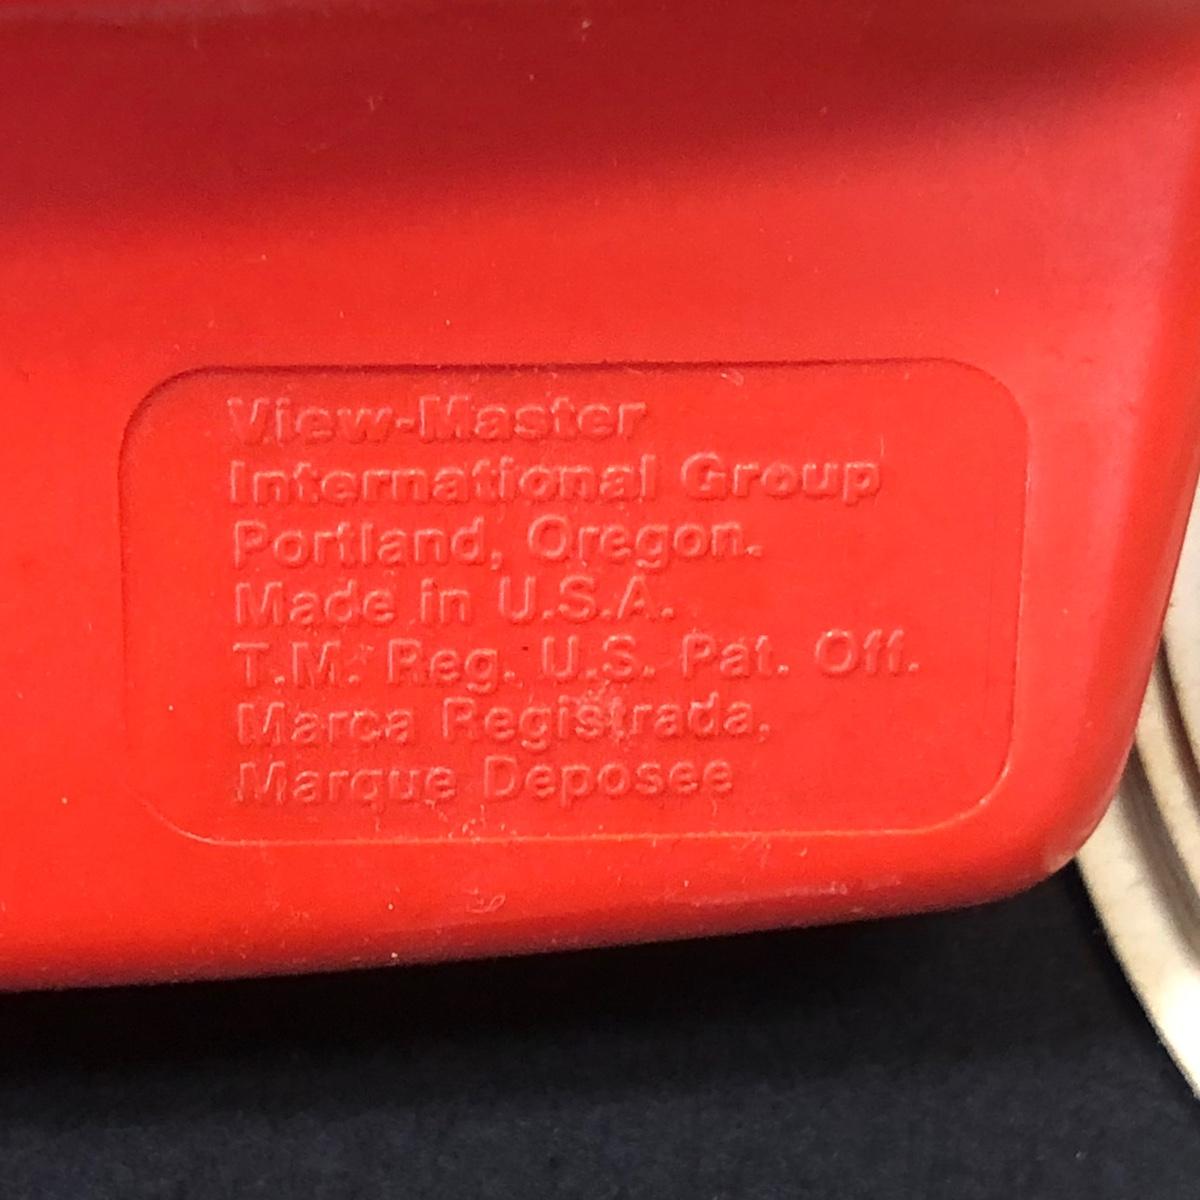 View-Master
International Group
Portland, Oregon.
Made in U.S.A.
T.M. Reg. U.S. Pat. Off.
Marca Registrada,
Marque Deposee